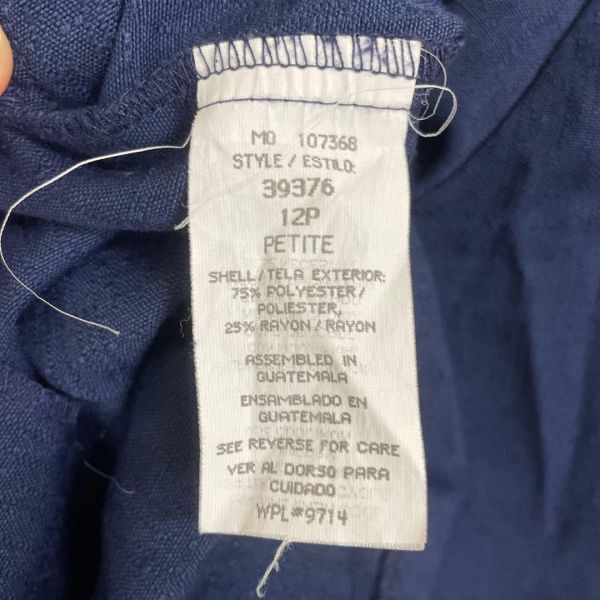 MO 107368
STYLE / ESTILO:
39376
12P
PETITE
SHELL/TELA EXTERIOR:
75% POLYESTER/
POLIESTER,
25% RAYON/RAYON
ASSEMBLED IN
GUATEMALA
ENSAMBLADO EN
GUATEMALA
SEE REVERSE FOR CARE
VER AL DORSO PARA
CUIDADO
WPL#9714